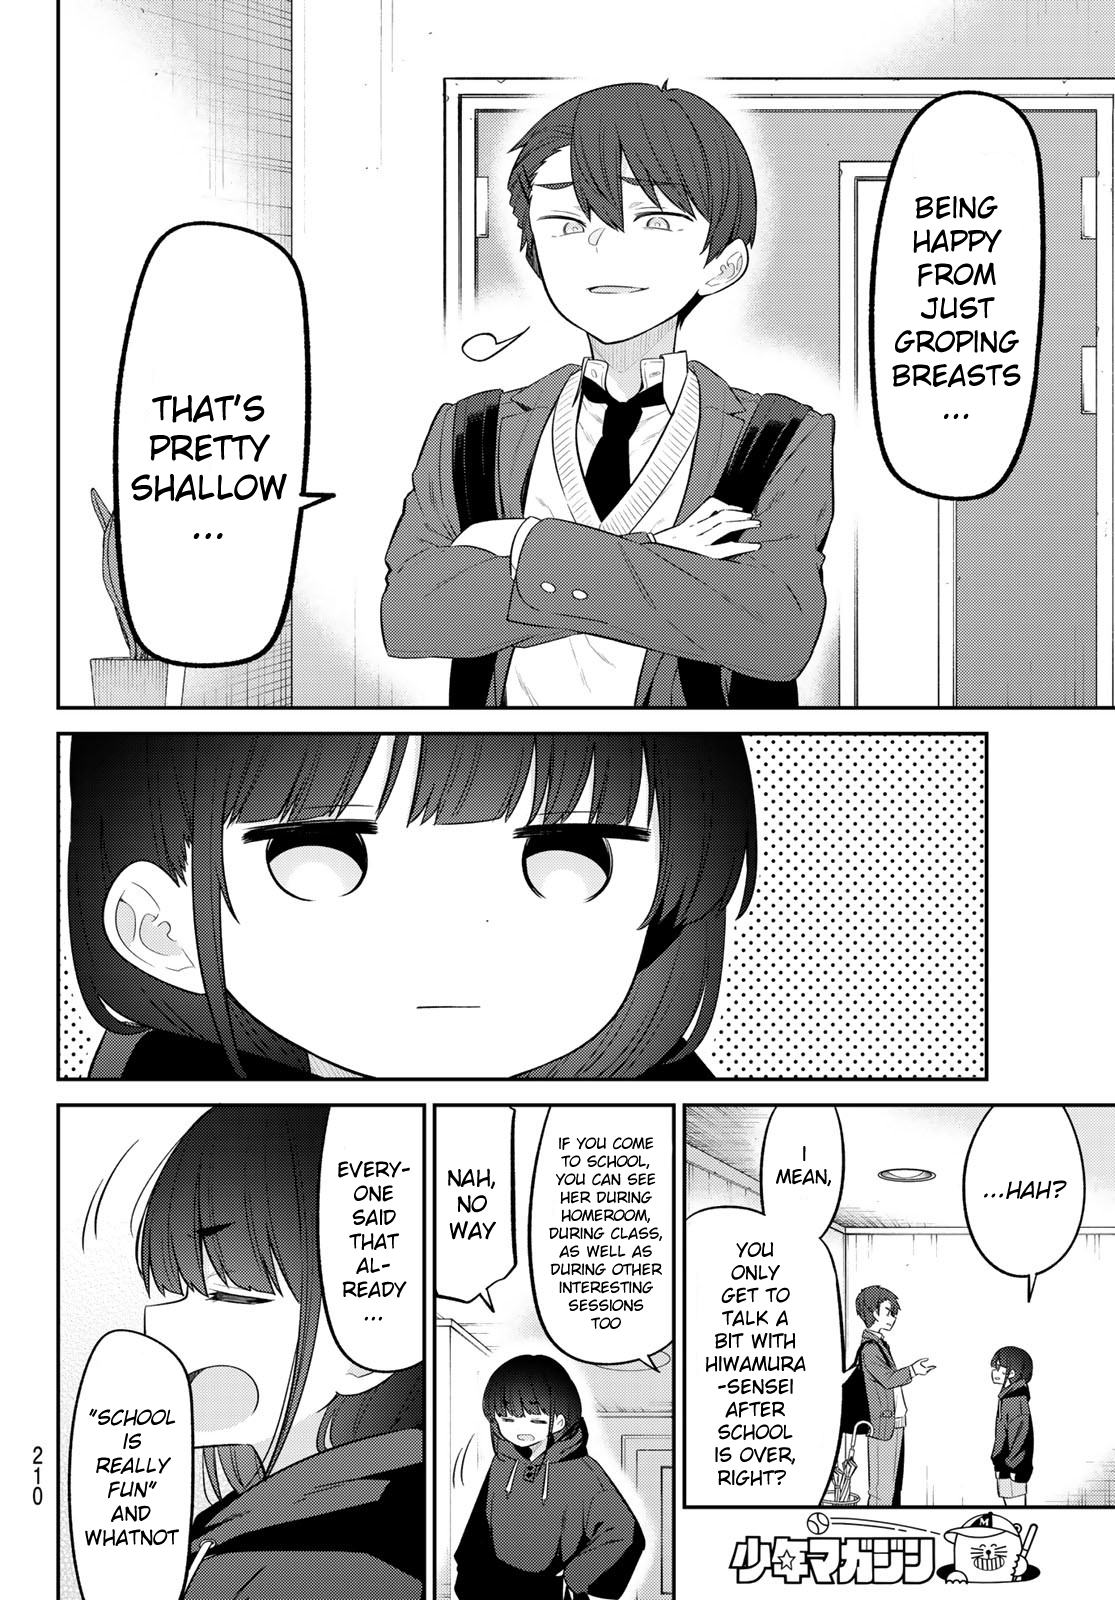 BEING
HAPPY
FROM
JUST
GROPING
BREASTS
...
THAT'S
PRETTY
SHALLOW
...
...HAH?
I
MEAN,
YOU
ONLY
GET TO
TALK A
BIT WITH
HIWAMURA
-SENSEI
AFTER
SCHOOL
IS OVER,
RIGHT?
IF YOU COME
TO SCHOOL,
YOU CAN SEE
HER DURING
HOMEROOM,
DURING CLASS,
AS WELL AS
DURING OTHER
INTERESTING
SESSIONS
TOO
NAH,
NO
WAY
EVERY-
ONE
SAID
THAT
AL-
READY
...
"SCHOOL
IS
REALLY
FUN" AND
WHATNOT
210
M
少年マガジン